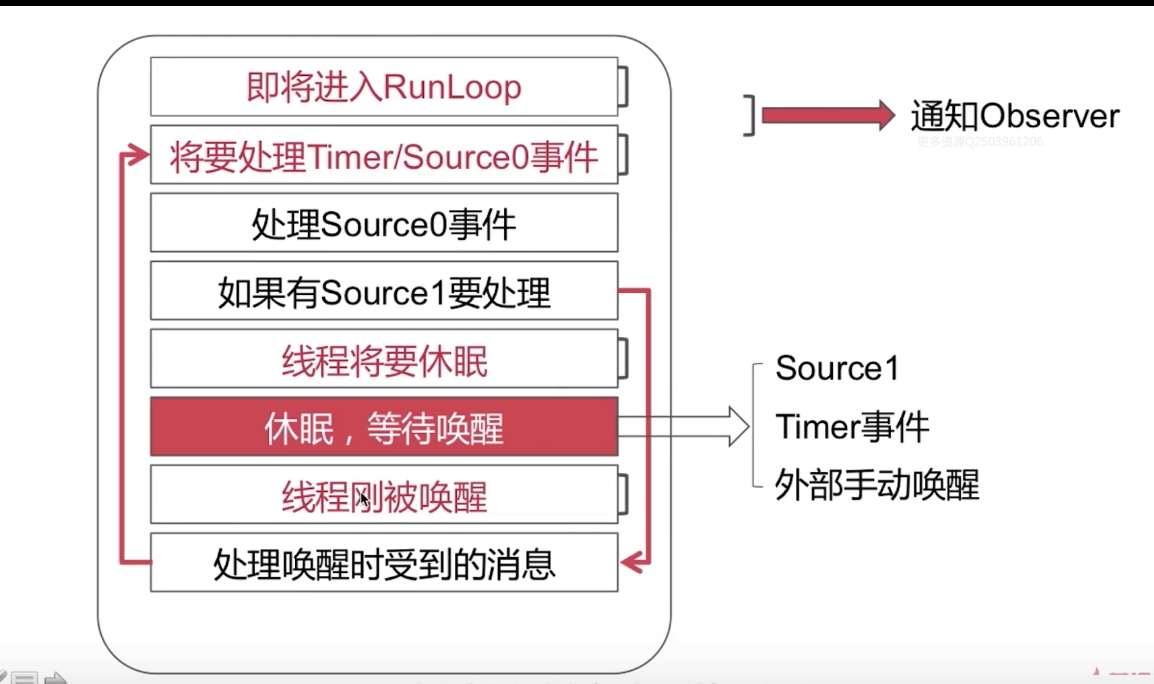 即将进入RunLoop
将要处理Timer/Source0事件
处理Source0事件
如果有Source1要处理
线程将要休眠
休眠，等待唤醒
线程刚被唤醒
处理唤醒时受到的消息
通知Observer
更多资源Q2503961206
Source1
Timer事件
外部手动唤醒